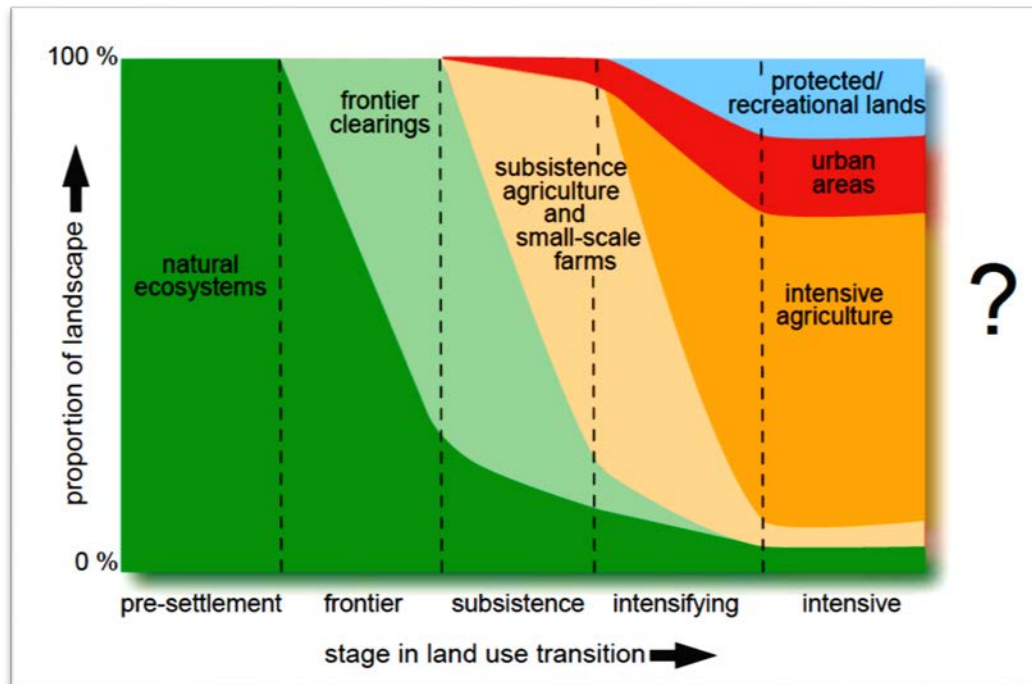 100 %
protected/
recreational lands
frontier
clearings
urban
areas
subsistence
agriculture
and
small-scale
farms
natural
ecosystems
intensive
agriculture
?
proportion of landscape
0 %
pre-settlement
frontier
subsistence
intensifying
intensive
stage in land use transition